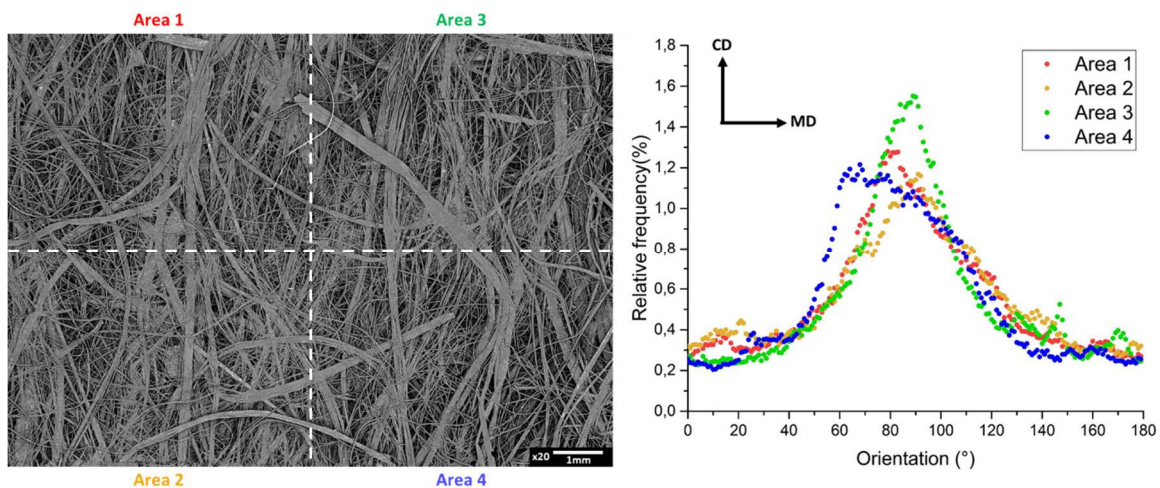 Area 1
Area 3
Area 2
Area 4
x20
1mm
CD
MD
Area 1
Area 2
Area 3
Area 4
Relative frequency(%)
1,8
1,6
1,4
1,2
1,0
0,8
0,6
0,4
0,2
0,0
0 20 40 60 80 100 120 140 160 180
Orientation (°)